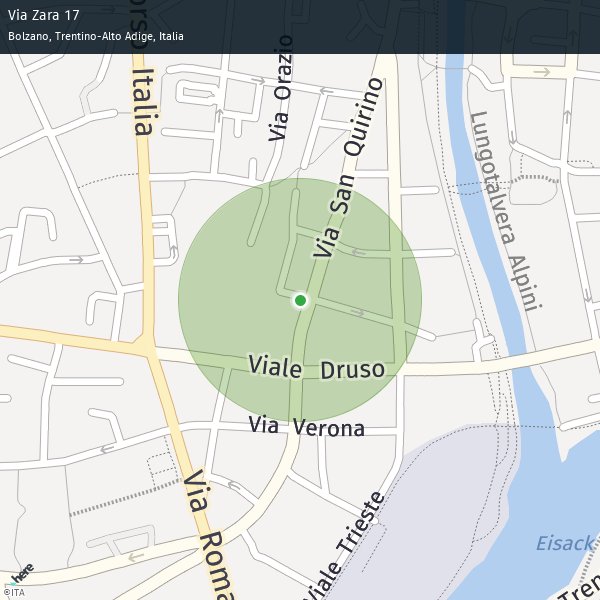 Via Zara 17
Bolzano, Trentino-Alto Adige, Italia
orso Italia
Via Orazio
Via San Quirino
Lungotalvera Alpini
Viale Druso
Via Verona
Via Roma
Viale Trieste
Eisack
Tren
here
©ITA